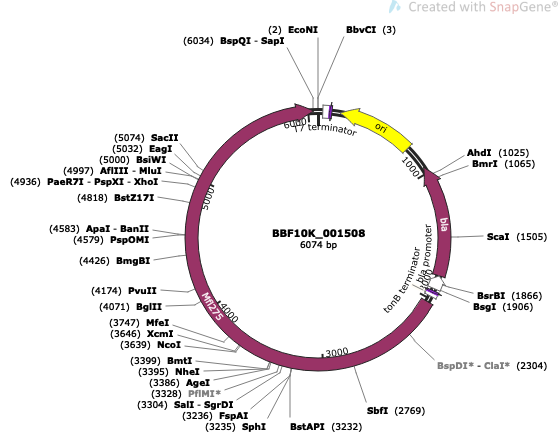 Created with SnapGene®
(2) EcoNI
BbvCI (3)
(6034) BspQI - SapI
6000
T7 terminator
ori
1000
AhdI (1025)
BmrI (1065)
(5074) SacII
(5032) EagI
(5000) BsiWI
(4997) AflIII - MluI
(4936) PaeR7I - PspXI - XhoI
5000
(4818) BstZ17I
(4583) ApaI - BanII
(4579) PspOMI
BBF10K_001508
6074 bp
bla
ScaI (1505)
(4426) BmgBI
bla promoter
tonB terminator
(4174) PvuII
(4071) BglII
4000
BsrBI (1866)
BsgI (1906)
(3747) MfeI
(3646) XcmI
(3639) NcoI
3000
(3399) BmtI
(3395) NheI
(3386) AgeI
(3328) PflMI*
(3304) SalI - SgrDI
(3236) FspAI
(3235) SphI
BstAPI (3232)
SbfI (2769)
BspDI* - ClaI* (2304)